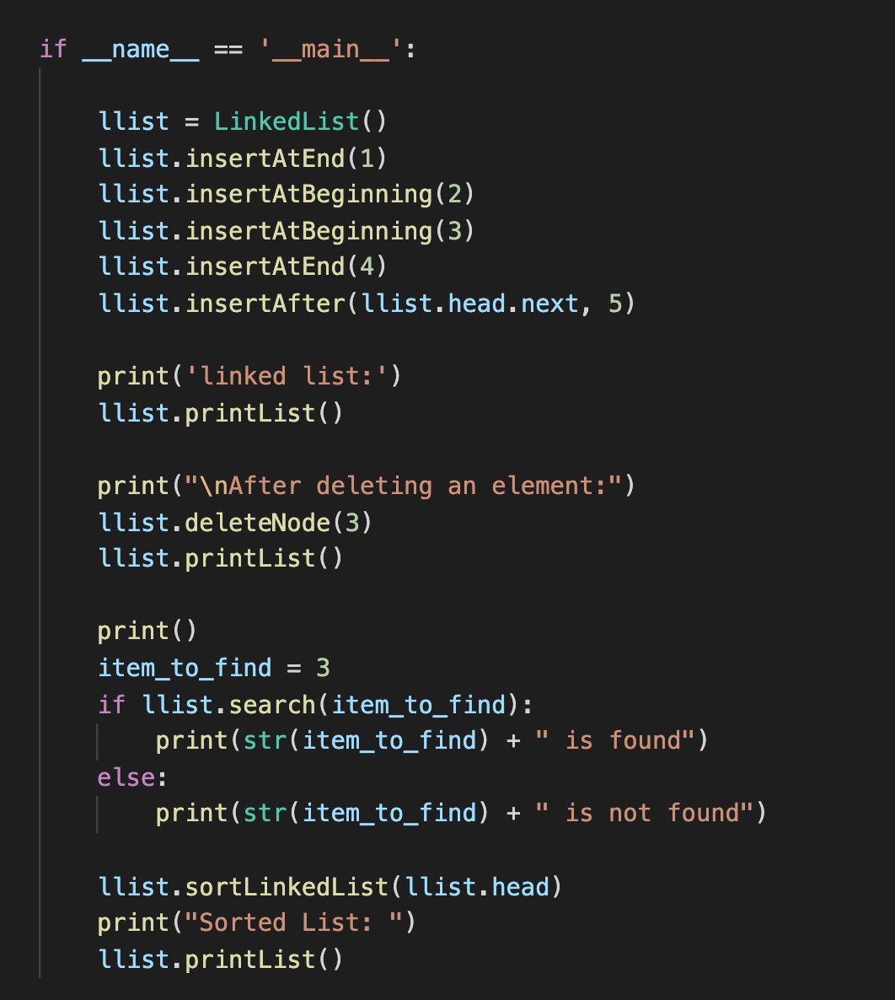 if __name__ == '__main__':
llist = LinkedList()
llist.insertAtEnd(1)
llist.insertAtBeginning(2)
llist.insertAtBeginning(3)
llist.insertAtEnd(4)
llist.insertAfter(llist.head.next, 5)
print('linked list:')
llist.printList()
print("\nAfter deleting an element:")
llist.deleteNode(3)
llist.printList()
print()
item_to_find = 3
if llist.search(item_to_find):
print(str(item_to_find) + " is found")
else:
print(str(item_to_find) + " is not found")
llist.sortLinkedList(llist.head)
print("Sorted List: ")
llist.printList()